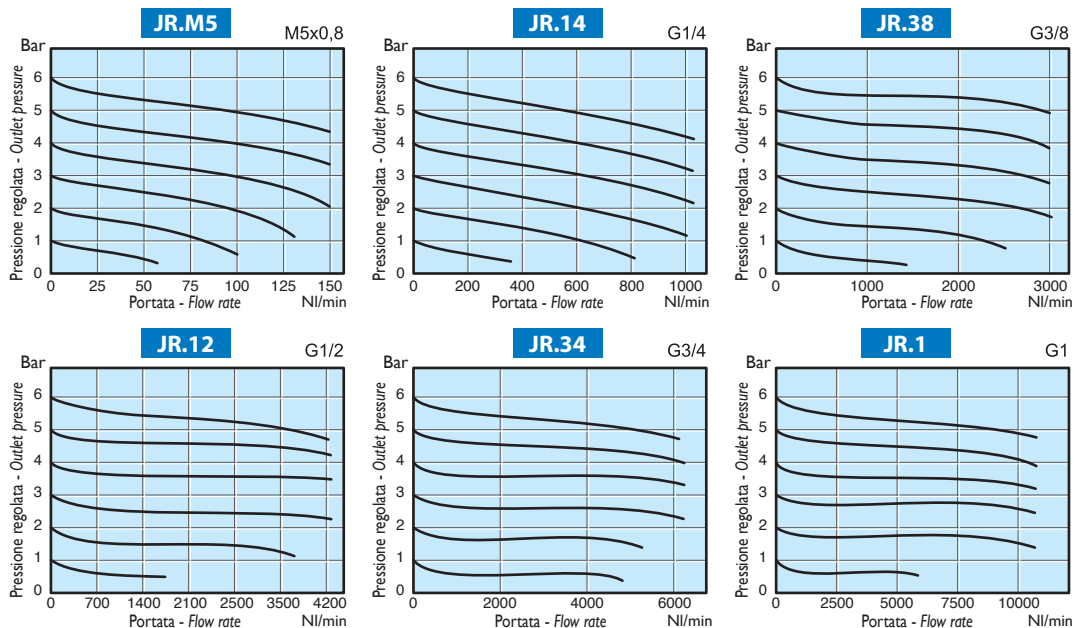 JR.M5
M5x0,8
Bar
6
5
4
3
2
1
0
Pressione regolata - Outlet pressure
0 25 50 75 100 125 150
Portata - Flow rate Nl/min
JR.14
G1/4
Bar
6
5
4
3
2
1
0
Pressione regolata - Outlet pressure
0 200 400 600 800 1000
Portata - Flow rate Nl/min
JR.38
G3/8
Bar
6
5
4
3
2
1
0
Pressione regolata - Outlet pressure
0 1000 2000 3000
Portata - Flow rate Nl/min
JR.12
G1/2
Bar
6
5
4
3
2
1
0
Pressione regolata - Outlet pressure
0 700 1400 2100 2500 3500 4200
Portata - Flow rate Nl/min
JR.34
G3/4
Bar
6
5
4
3
2
1
0
Pressione regolata - Outlet pressure
0 2000 4000 6000
Portata - Flow rate Nl/min
JR.1
G1
Bar
6
5
4
3
2
1
0
Pressione regolata - Outlet pressure
0 2500 5000 7500 10000
Portata - Flow rate Nl/min